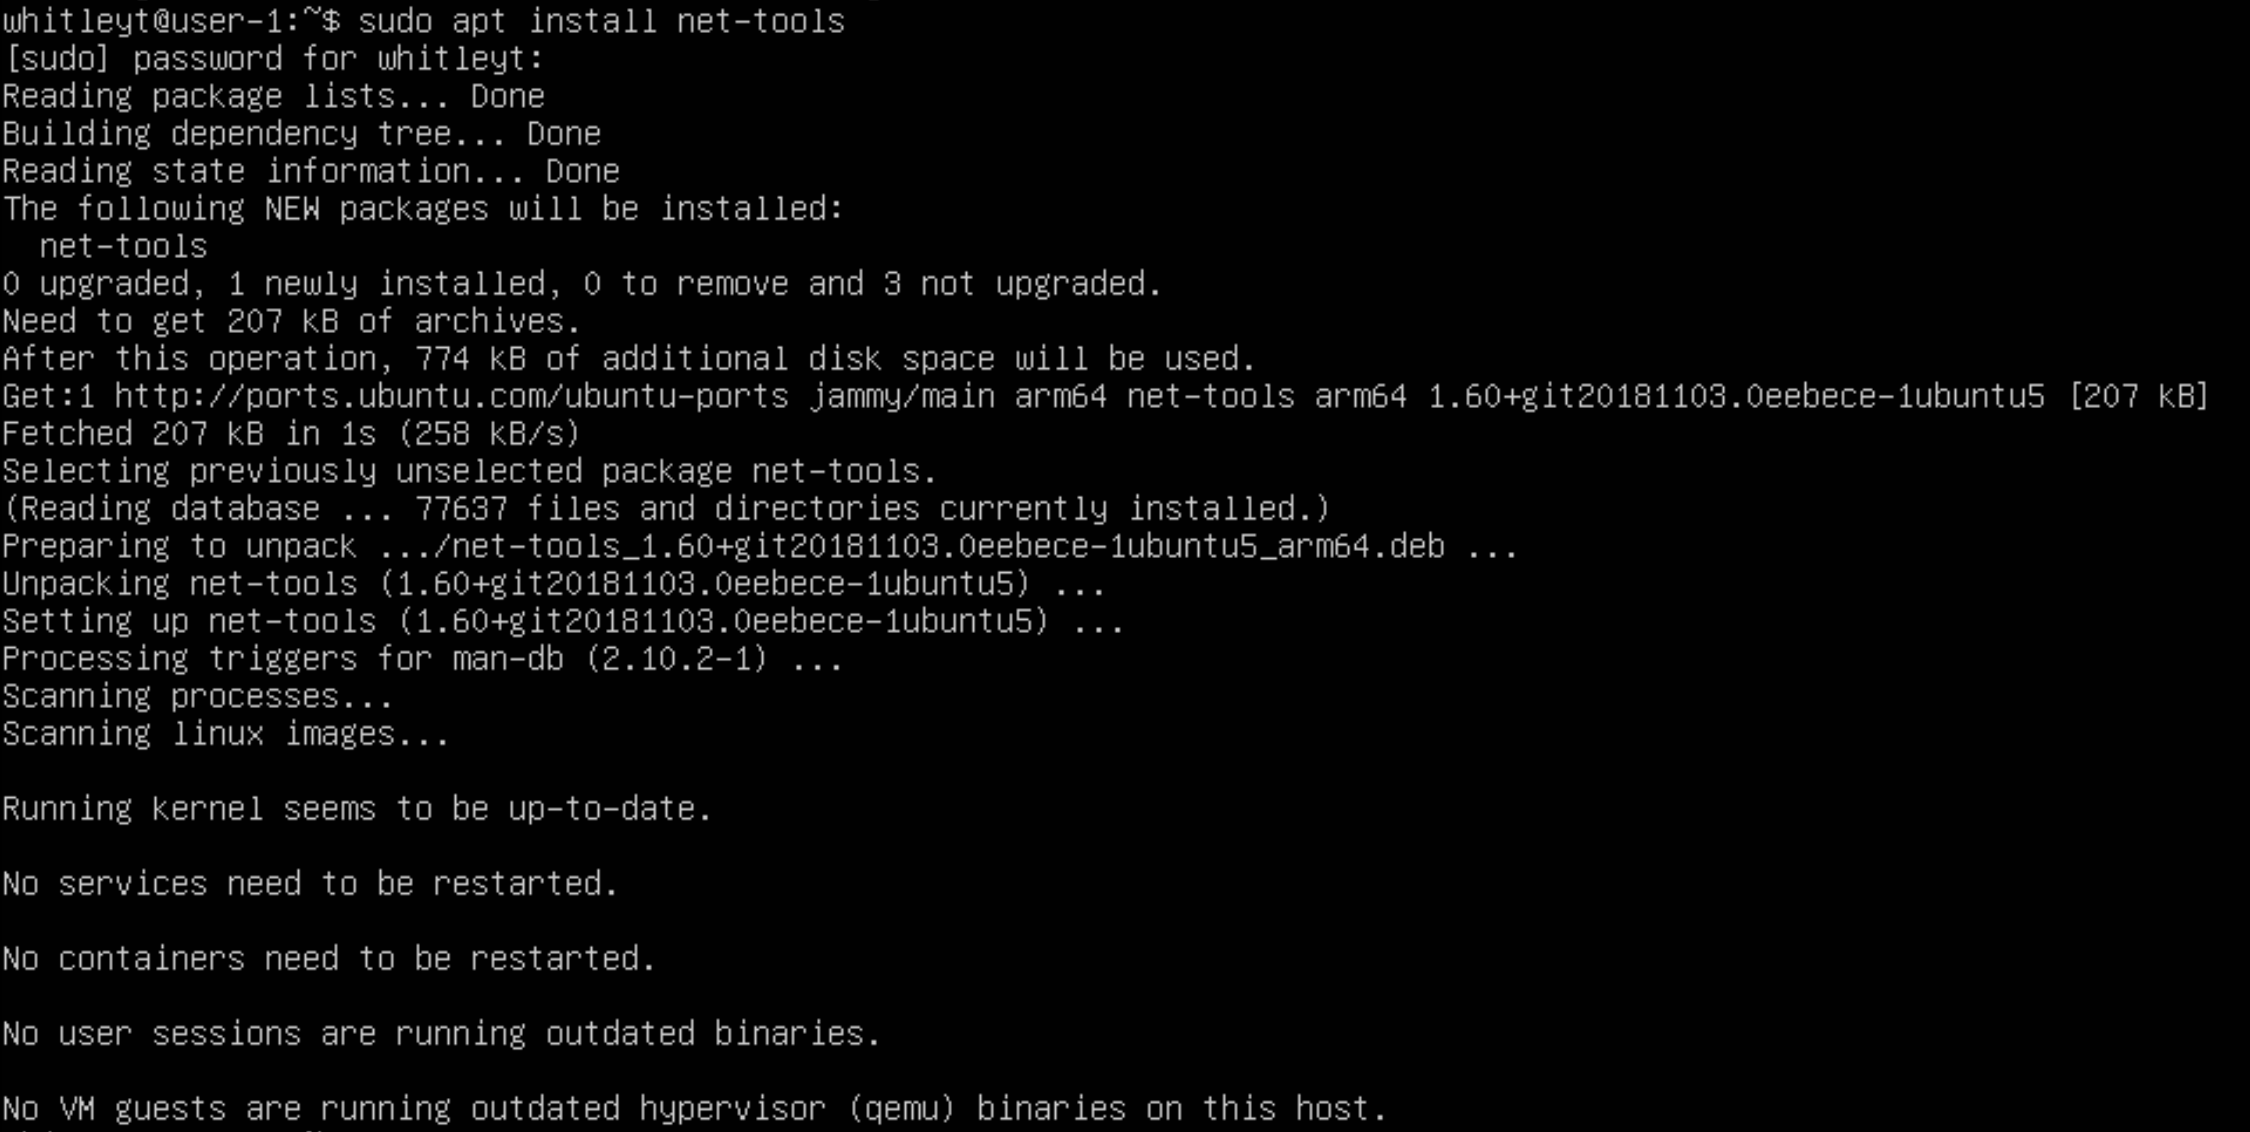 whitleyt@user-1:~$ sudo apt install net-tools
[sudo] password for whitleyt:
Reading package lists... Done
Building dependency tree... Done
Reading state information... Done
The following NEW packages will be installed:
  net-tools
0 upgraded, 1 newly installed, 0 to remove and 3 not upgraded.
Need to get 207 kB of archives.
After this operation, 774 kB of additional disk space will be used.
Get:1 http://ports.ubuntu.com/ubuntu-ports jammy/main arm64 net-tools arm64 1.60+git20181103.0eebece-1ubuntu5 [207 kB]
Fetched 207 kB in 1s (258 kB/s)
Selecting previously unselected package net-tools.
(Reading database ... 77637 files and directories currently installed.)
Preparing to unpack .../net-tools_1.60+git20181103.0eebece-1ubuntu5_arm64.deb ...
Unpacking net-tools (1.60+git20181103.0eebece-1ubuntu5) ...
Setting up net-tools (1.60+git20181103.0eebece-1ubuntu5) ...
Processing triggers for man-db (2.10.2-1) ...
Scanning processes...
Scanning linux images...
Running kernel seems to be up-to-date.
No services need to be restarted.
No containers need to be restarted.
No user sessions are running outdated binaries.
No VM guests are running outdated hypervisor (qemu) binaries on this host.